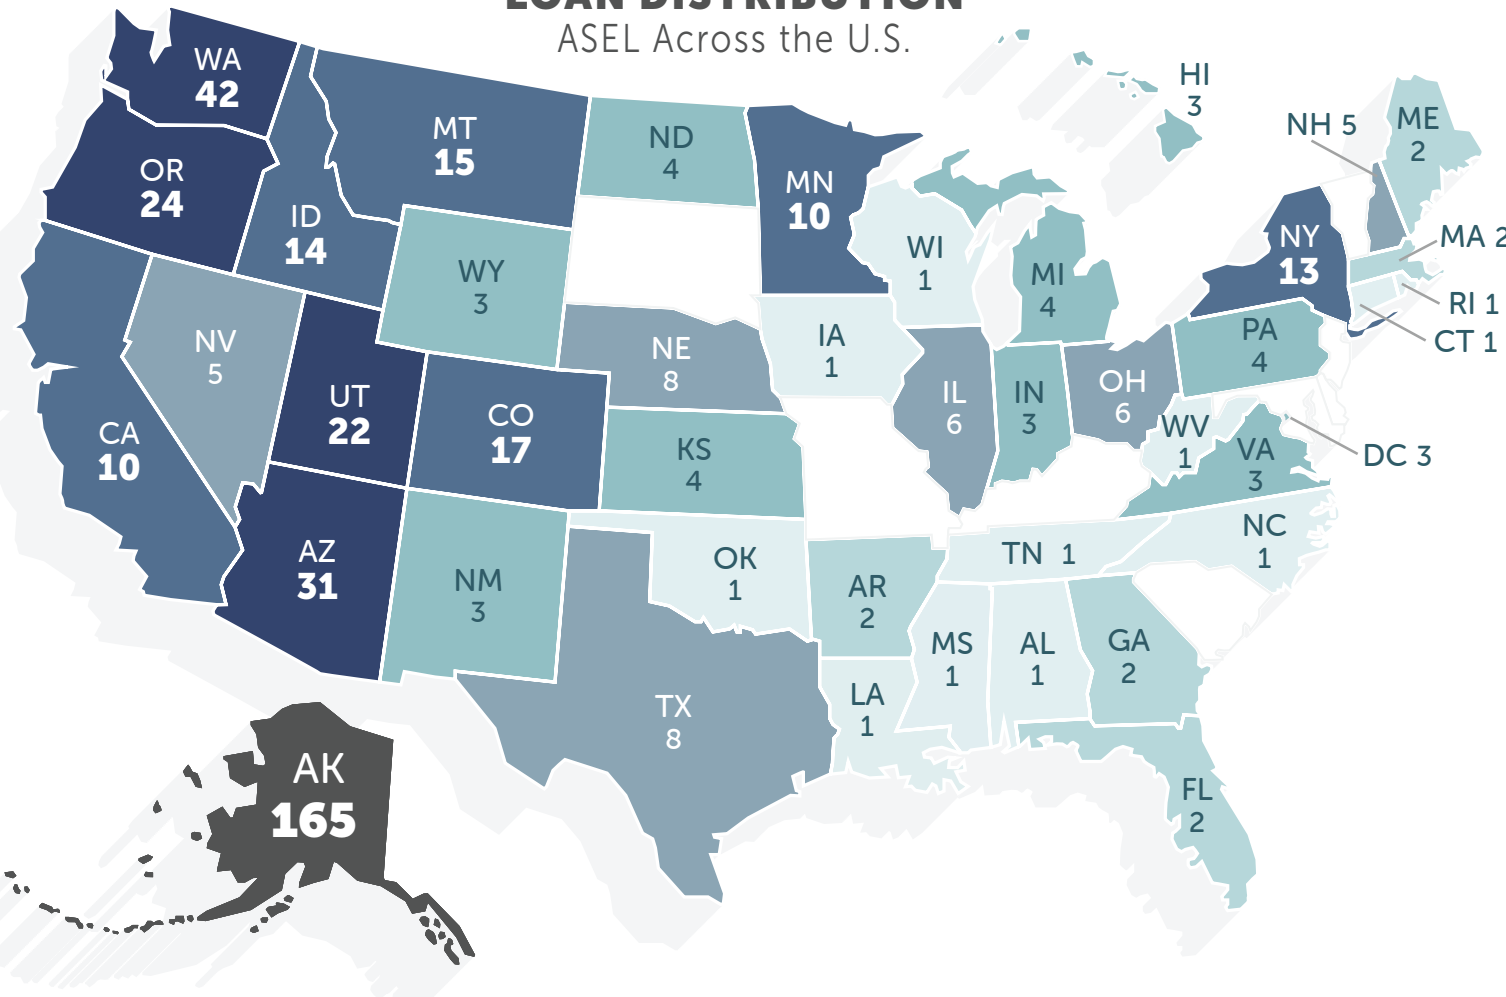 LOAN DISTRIBUTION
ASEL Across the U.S.
WA
42
OR
24
MT
15
ID
14
ND
4
MN
10
HI
3
NH 5
ME
2
WY
3
WI
1
MI
4
NY
13
MA 2
RI 1
CT 1
NV
5
UT
22
CO
17
NE
8
IA
1
IL
6
IN
3
OH
6
PA
4
CA
10
KS
4
WV
1
VA
3
DC 3
AZ
31
NM
3
OK
1
AR
2
TN 1
NC
1
TX
8
LA
1
MS
1
AL
1
GA
2
FL
2
AK
165